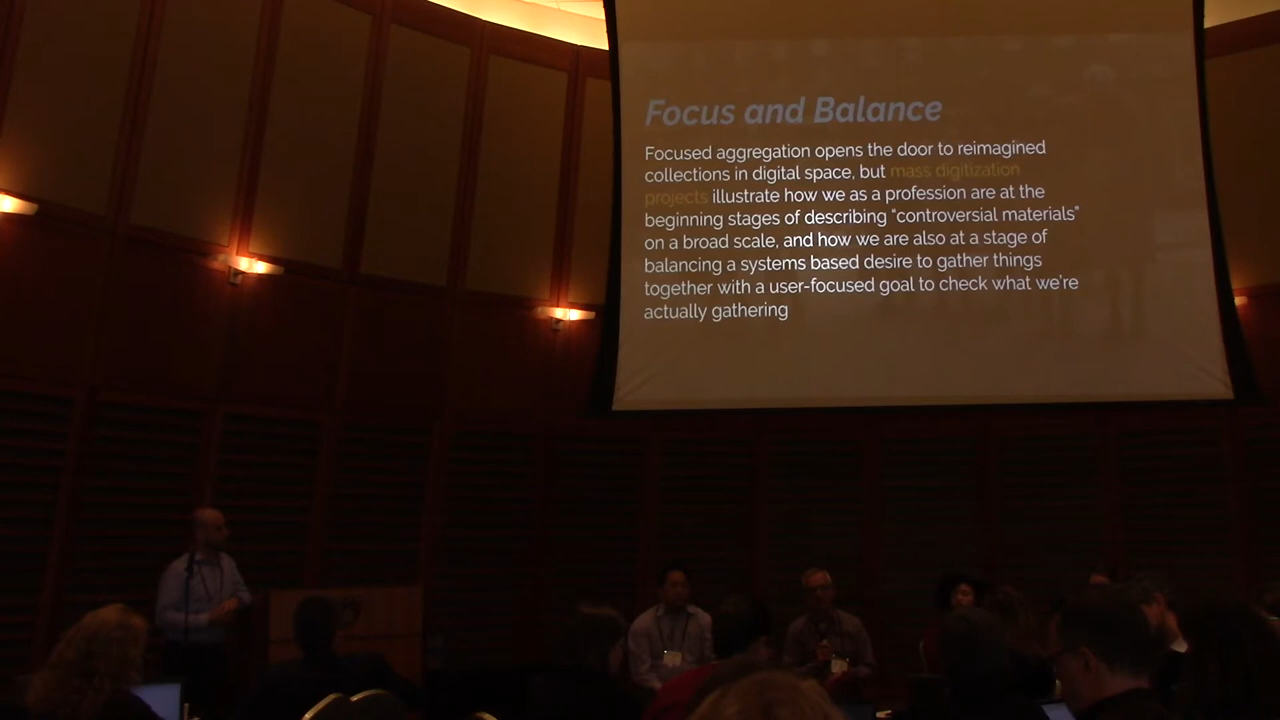 Focus and Balance
Focused aggregation opens the door to reimagined
collections in digital space, but mass digitization
projects illustrate how we as a profession are at the
beginning stages of describing “controversial materials”
on a broad scale, and how we are also at a stage of
balancing a systems based desire to gather things
together with a user-focused goal to check what we’re
actually gathering